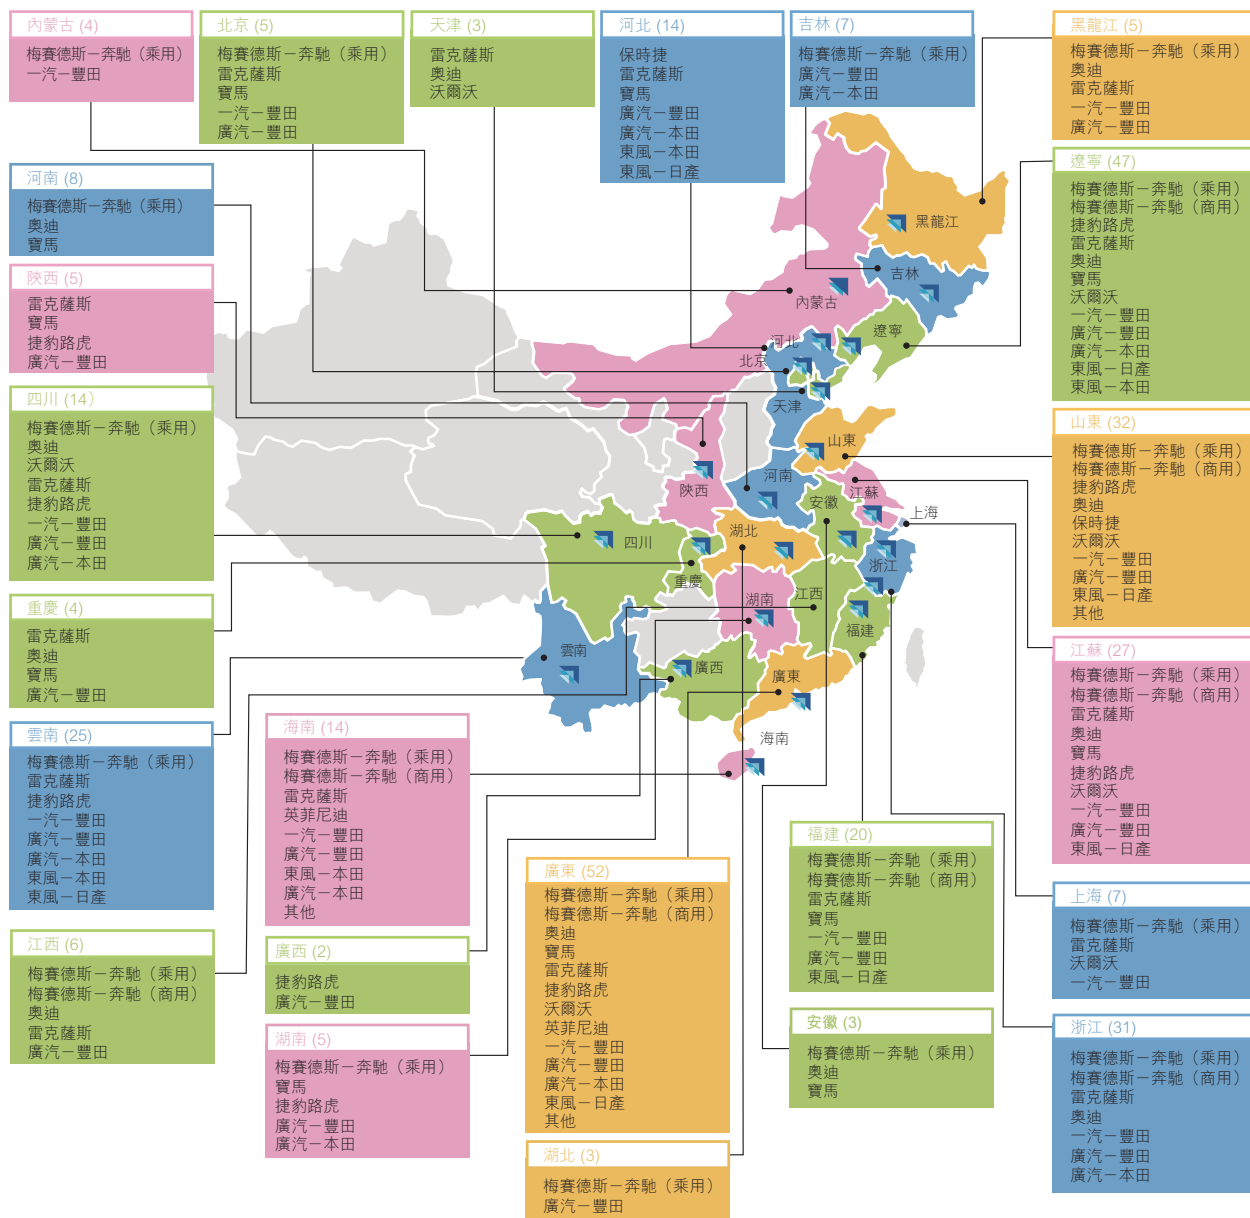 內蒙古 (4)
梅賽德斯－奔馳（乘用）
一汽－豐田
北京 (5)
梅賽德斯－奔馳（乘用）
雷克薩斯
寶馬
一汽－豐田
廣汽－豐田
天津 (3)
雷克薩斯
奧迪
沃爾沃
河北 (14)
保時捷
雷克薩斯
寶馬
廣汽－豐田
廣汽－本田
東風－本田
東風－日產
吉林 (7)
梅賽德斯－奔馳（乘用）
廣汽－豐田
廣汽－本田
黑龍江 (5)
梅賽德斯－奔馳（乘用）
奧迪
雷克薩斯
一汽－豐田
廣汽－豐田
河南 (8)
梅賽德斯－奔馳（乘用）
奧迪
寶馬
陝西 (5)
雷克薩斯
寶馬
捷豹路虎
廣汽－豐田
四川 (14)
梅賽德斯－奔馳（乘用）
奧迪
沃爾沃
雷克薩斯
捷豹路虎
一汽－豐田
廣汽－豐田
廣汽－本田
重慶 (4)
雷克薩斯
奧迪
寶馬
廣汽－豐田
雲南 (25)
梅賽德斯－奔馳（乘用）
雷克薩斯
捷豹路虎
一汽－豐田
廣汽－豐田
廣汽－本田
東風－本田
東風－日產
江西 (6)
梅賽德斯－奔馳（乘用）
梅賽德斯－奔馳（商用）
奧迪
雷克薩斯
廣汽－豐田
黑龍江
吉林
內蒙古
遼寧
河北
北京
天津
山東
陝西
河南
安徽
江蘇
上海
四川
湖北
重慶
浙江
湖南
江西
福建
雲南
廣西
廣東
海南
海南 (14)
梅賽德斯－奔馳（乘用）
梅賽德斯－奔馳（商用）
雷克薩斯
英菲尼迪
一汽－豐田
廣汽－豐田
東風－本田
廣汽－本田
其他
廣西 (2)
捷豹路虎
廣汽－豐田
湖南 (5)
梅賽德斯－奔馳（乘用）
寶馬
捷豹路虎
廣汽－豐田
廣汽－本田
廣東 (52)
梅賽德斯－奔馳（乘用）
梅賽德斯－奔馳（商用）
奧迪
寶馬
雷克薩斯
捷豹路虎
沃爾沃
英菲尼迪
一汽－豐田
廣汽－豐田
廣汽－本田
東風－日產
其他
湖北 (3)
梅賽德斯－奔馳（乘用）
廣汽－豐田
福建 (20)
梅賽德斯－奔馳（乘用）
梅賽德斯－奔馳（商用）
雷克薩斯
寶馬
一汽－豐田
廣汽－豐田
東風－日產
安徽 (3)
梅賽德斯－奔馳（乘用）
奧迪
寶馬
遼寧 (47)
梅賽德斯－奔馳（乘用）
梅賽德斯－奔馳（商用）
捷豹路虎
雷克薩斯
奧迪
寶馬
沃爾沃
一汽－豐田
廣汽－豐田
廣汽－本田
東風－日產
東風－本田
山東 (32)
梅賽德斯－奔馳（乘用）
梅賽德斯－奔馳（商用）
捷豹路虎
奧迪
保時捷
沃爾沃
一汽－豐田
廣汽－豐田
東風－日產
其他
江蘇 (27)
梅賽德斯－奔馳（乘用）
梅賽德斯－奔馳（商用）
雷克薩斯
奧迪
寶馬
捷豹路虎
沃爾沃
一汽－豐田
廣汽－豐田
東風－日產
上海 (7)
梅賽德斯－奔馳（乘用）
雷克薩斯
沃爾沃
一汽－豐田
浙江 (31)
梅賽德斯－奔馳（乘用）
梅賽德斯－奔馳（商用）
雷克薩斯
奧迪
一汽－豐田
廣汽－豐田
廣汽－本田